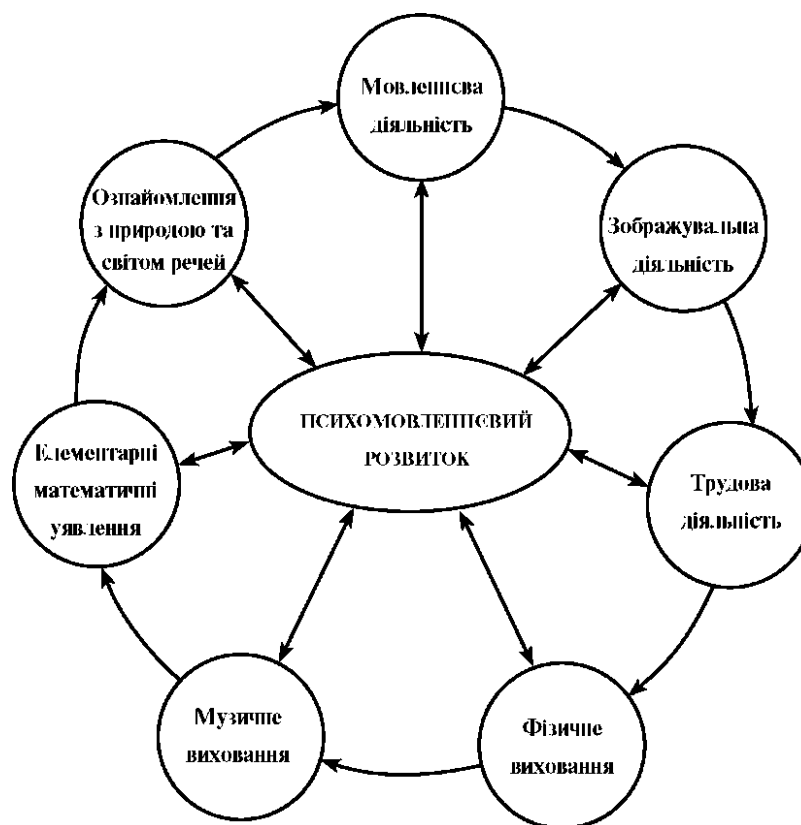 Мовленнєва
діяльність
Ознайомлення
з природою та
світом речей
Зображувальна
діяльність
ПСИХОМОВЛЕННЄВИЙ
РОЗВИТОК
Елементарні
математичні
уявлення
Трудова
діяльність
Музичне
виховання
Фізичне
виховання